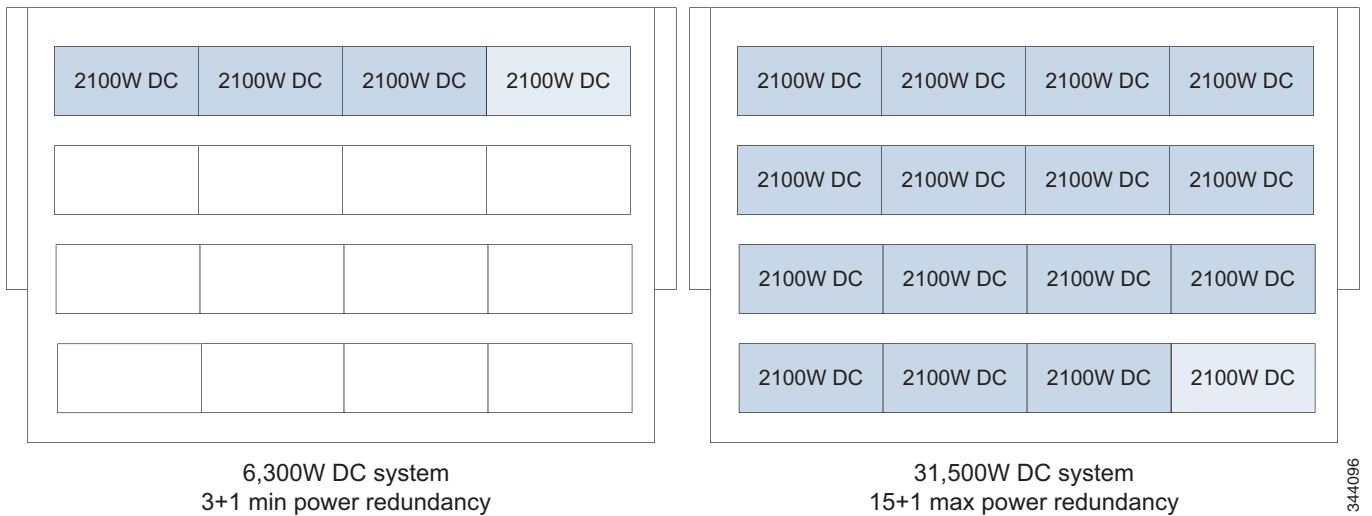 2100W DC 2100W DC 2100W DC 2100W DC
6,300W DC system
3+1 min power redundancy
2100W DC 2100W DC 2100W DC 2100W DC
2100W DC 2100W DC 2100W DC 2100W DC
2100W DC 2100W DC 2100W DC 2100W DC
2100W DC 2100W DC 2100W DC 2100W DC
31,500W DC system
15+1 max power redundancy
344096